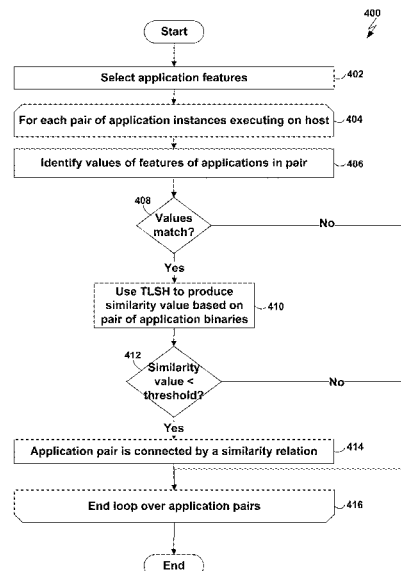 400
Start
Select application features
402
For each pair of application instances executing on host
404
Identify values of features of applications in pair
406
408
Values
match?
No
Yes
Use TLSH to produce
similarity value based on
pair of application binaries
410
412
Similarity
value <
threshold?
No
Yes
Application pair is connected by a similarity relation
414
End loop over application pairs
416
End